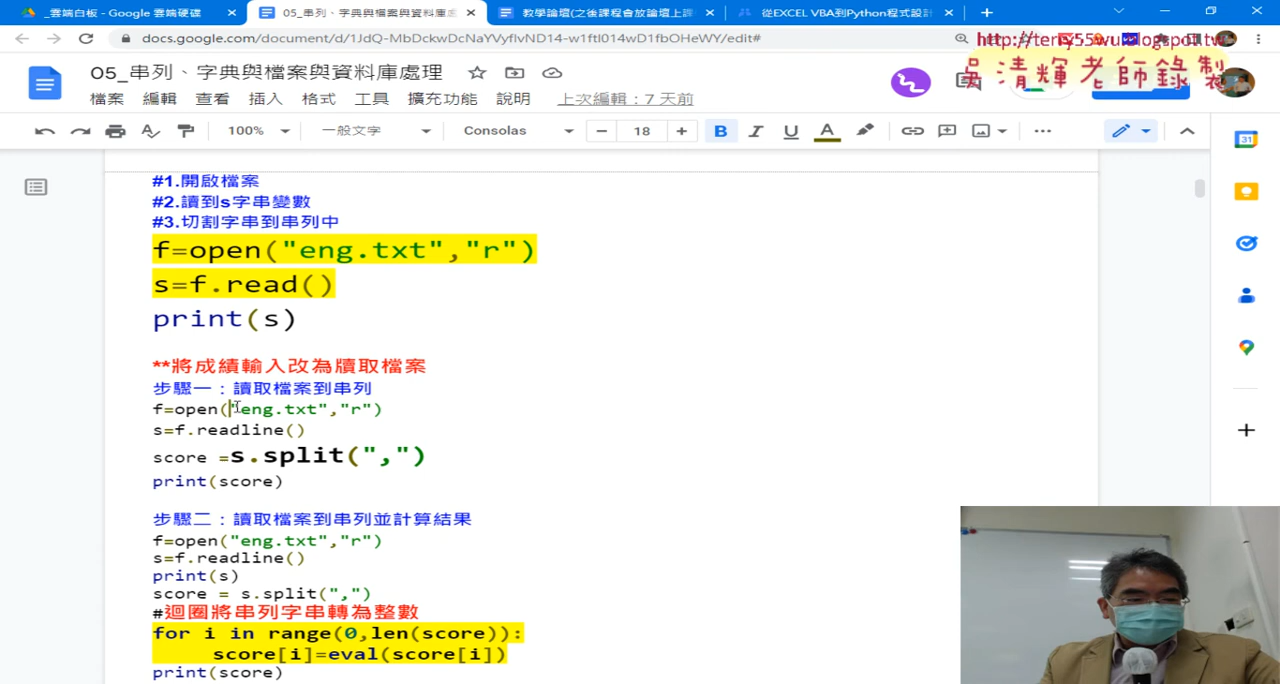 _雲端白板 - Google 雲端硬碟
05_串列、字典與檔案與資料庫處
教學論壇(之後課程會放論壇上課
從EXCEL VBA到Python程式設計
docs.google.com/document/d/1JdQ-MbDckwDcNaYVyfIvND14-w1ftl014wD1fbOHeWY/edit#
http://terry55wu.blogspot.tw
吳清輝老師錄製
05_串列、字典與檔案與資料庫處理
檔案 編輯 查看 插入 格式 工具 擴充功能 說明 上次編輯:7 天前
100% 一般文字 Consolas 18 B I U A
31
#1.開啟檔案
#2.讀到s字串變數
#3.切割字串到串列中
f=open("eng.txt","r")
s=f.read()
print(s)
**將成績輸入改為牘取檔案
步驟一：讀取檔案到串列
f=open("eng.txt","r")
s=f.readline()
score =s.split(",")
print(score)
步驟二：讀取檔案到串列並計算結果
f=open("eng.txt","r")
s=f.readline()
print(s)
score = s.split(",")
#迴圈將串列字串轉為整數
for i in range(0,len(score)):
score[i]=eval(score[i])
print(score)